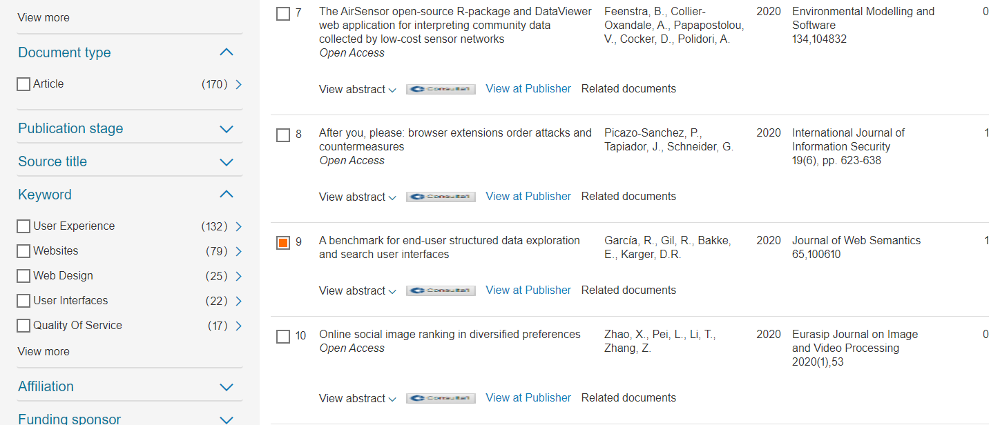 View more
Document type
Article (170)
Publication stage
Source title
Keyword
User Experience (132)
Websites (79)
Web Design (25)
User Interfaces (22)
Quality Of Service (17)
View more
Affiliation
Funding sponsor
7 The AirSensor open-source R-package and DataViewer Feenstra, B., Collier- 2020 Environmental Modelling and 0
web application for interpreting community data Oxandale, A., Papapostolou, Software
collected by low-cost sensor networks V., Cocker, D., Polidori, A. 134,104832
Open Access
View abstract Consulta'l View at Publisher Related documents
8 After you, please: browser extensions order attacks and Picazo-Sanchez, P., 2020 International Journal of 1
countermeasures Tapiador, J., Schneider, G. Information Security
Open Access 19(6), pp. 623-638
View abstract Consulta'l View at Publisher Related documents
9 A benchmark for end-user structured data exploration García, R., Gil, R., Bakke, 2020 Journal of Web Semantics 1
and search user interfaces E., Karger, D.R. 65,100610
View abstract Consulta'l View at Publisher Related documents
10 Online social image ranking in diversified preferences Zhao, X., Pei, L., Li, T., 2020 Eurasip Journal on Image 0
Open Access Zhang, Z. and Video Processing
2020(1),53
View abstract Consulta'l View at Publisher Related documents